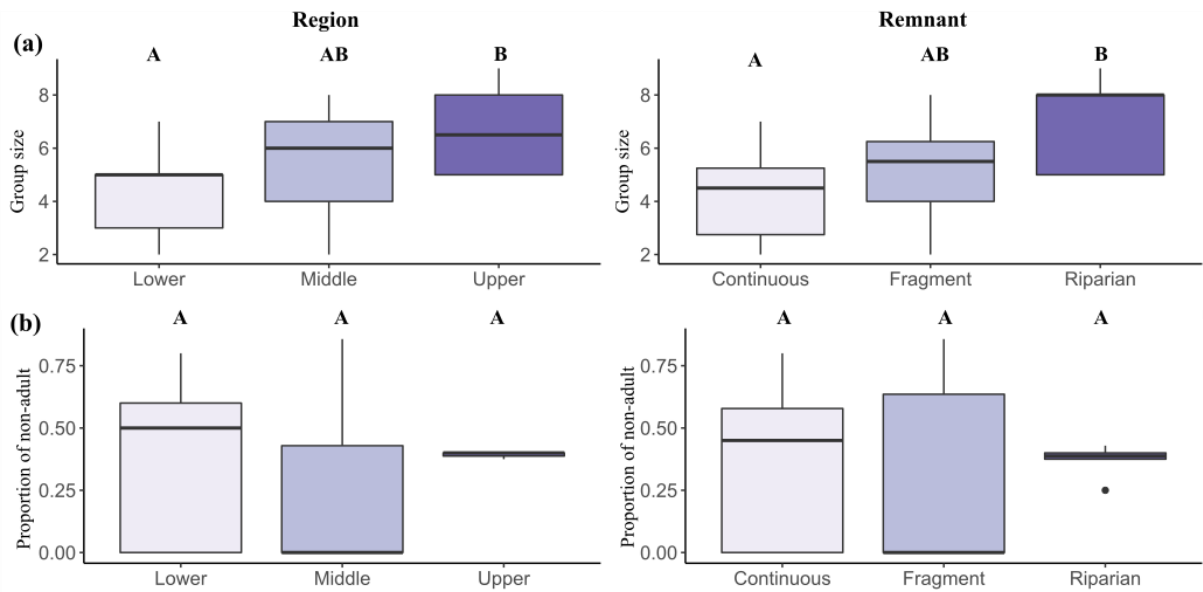 Region
Remnant
(a)
A
AB
B
A
AB
B
Group size
8
6
4
2
Lower
Middle
Upper
Group size
8
6
4
2
Continuous
Fragment
Riparian
(b)
A
A
A
A
A
A
Proportion of non-adult
0.75
0.50
0.25
0.00
Lower
Middle
Upper
Proportion of non-adult
0.75
0.50
0.25
0.00
Continuous
Fragment
Riparian